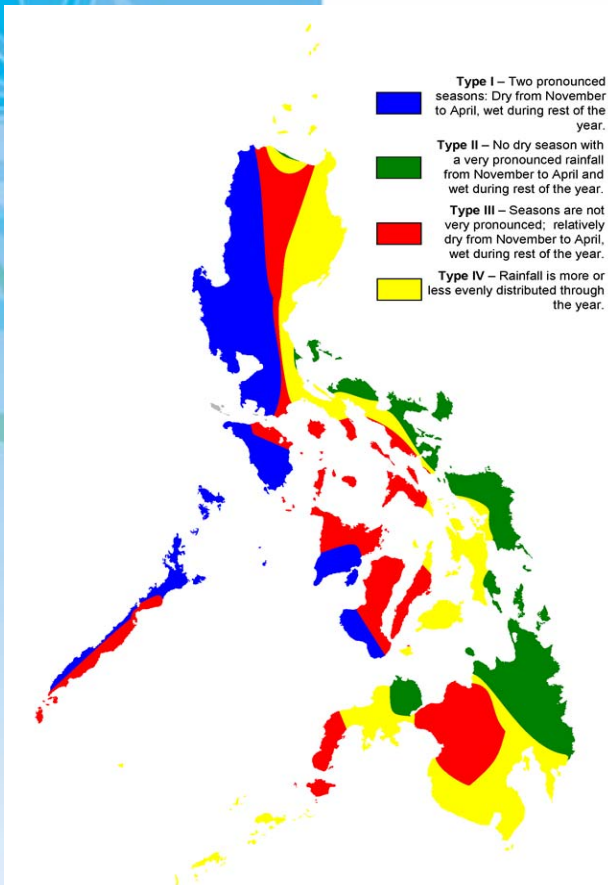 Type I – Two pronounced
seasons: Dry from November
to April, wet during rest of the
year.
Type II – No dry season with
a very pronounced rainfall
from November to April and
wet during rest of the year.
Type III – Seasons are not
very pronounced; relatively
dry from November to April,
wet during rest of the year.
Type IV – Rainfall is more or
less evenly distributed through
the year.